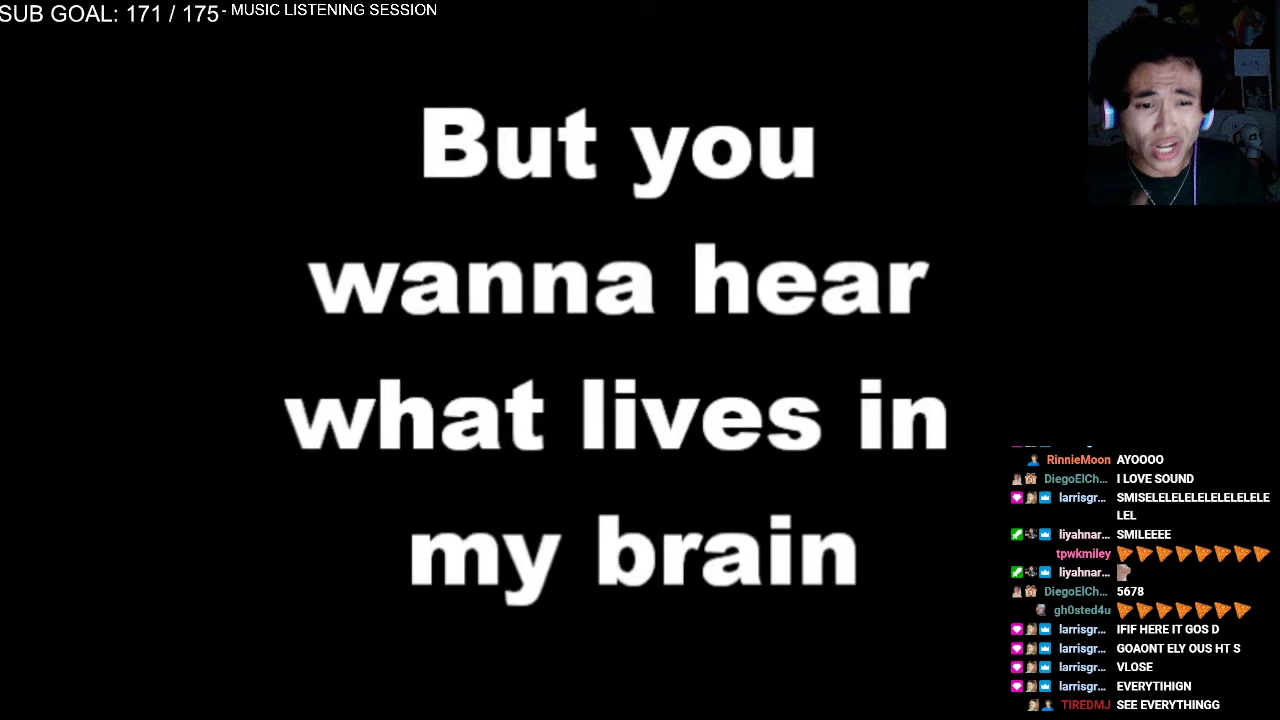 SUB GOAL: 171 / 175 - MUSIC LISTENING SESSION
But you
wanna hear
what lives in
my brain
RinnieMoon AYOOOO
DiegoElCh... I LOVE SOUND
larrisgr... SMISELELELELELELELELE
LEL
liyahnar... SMILEEEE
tpwkmiley
liyahnar...
DiegoElCh... 5678
gh0sted4u
larrisgr... IFIF HERE IT GOS D
larrisgr... GOAONT ELY OUS HT S
larrisgr... VLOSE
larrisgr... EVERYTIHIGN
TIREDMJ SEE EVERYTHINGG